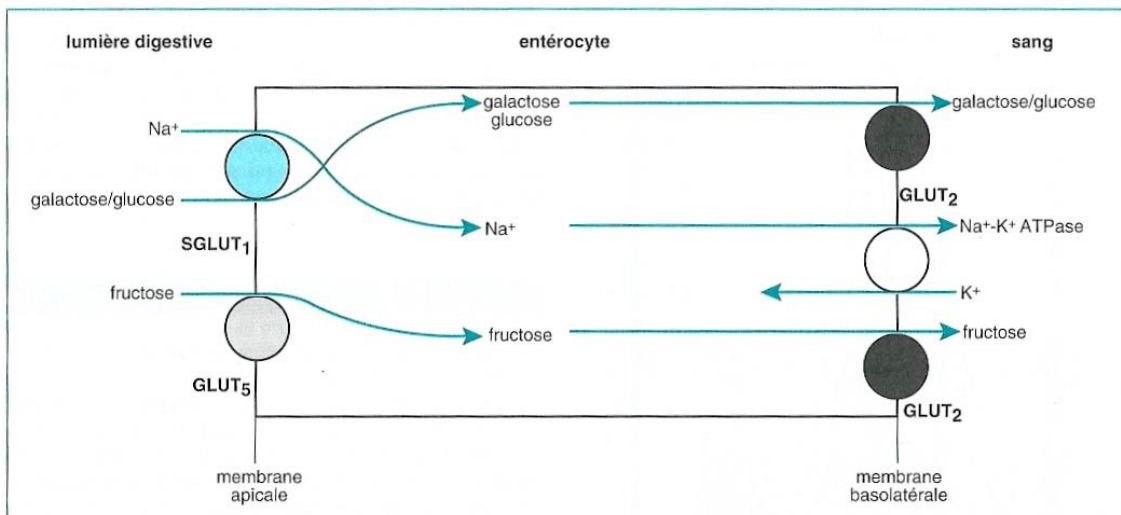 lumière digestive
entérocyte
sang
galactose
glucose
galactose/glucose
Na⁺
galactose/glucose
GLUT₂
Na⁺
Na⁺-K⁺ ATPase
SGLUT₁
fructose
K⁺
fructose
fructose
GLUT₅
GLUT₂
membrane
apicale
membrane
basolatérale